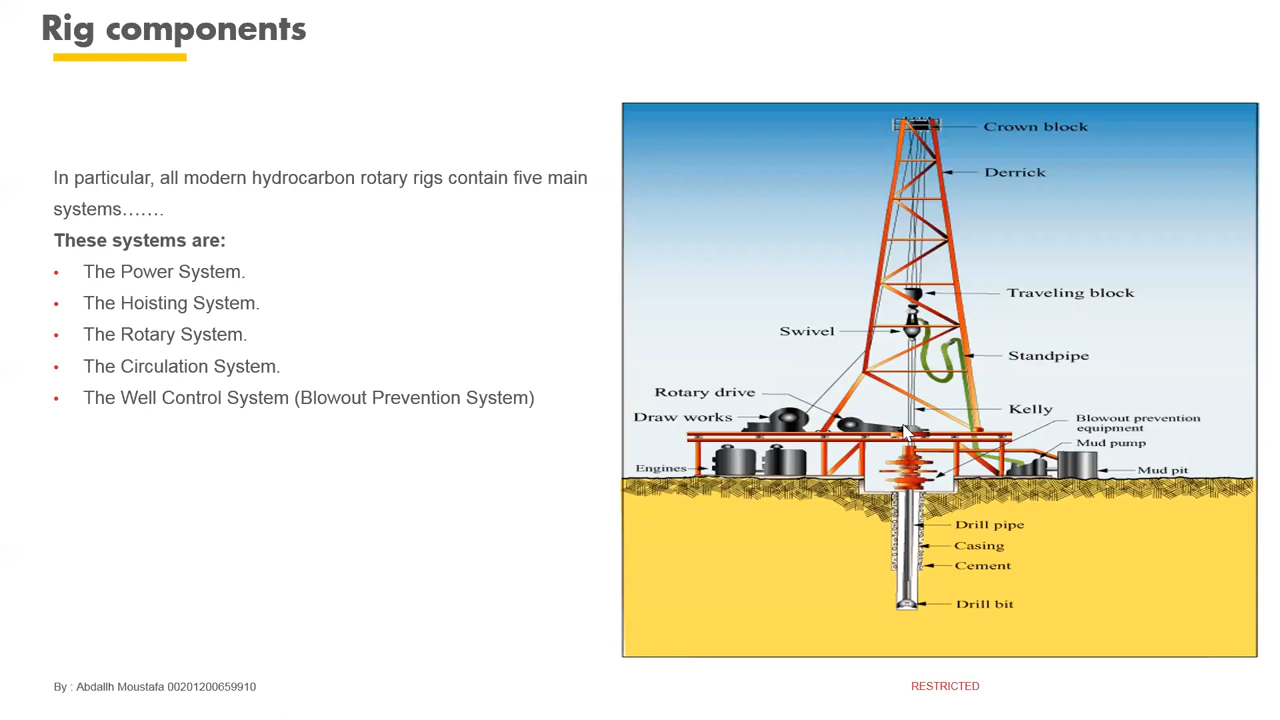 Rig components
In particular, all modern hydrocarbon rotary rigs contain five main
systems…….
These systems are:
• The Power System.
• The Hoisting System.
• The Rotary System.
• The Circulation System.
• The Well Control System (Blowout Prevention System)
Crown block
Derrick
Traveling block
Swivel
Standpipe
Rotary drive
Draw works
Kelly
Blowout prevention
equipment
Mud pump
Engines
Mud pit
Drill pipe
Casing
Cement
Drill bit
By : Abdallh Moustafa 00201200659910
RESTRICTED